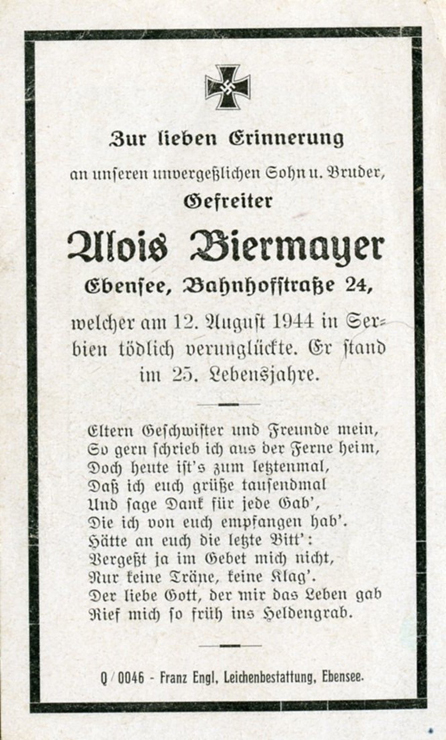 Zur lieben Erinnerung
an unseren unvergeßlichen Sohn u. Bruder,
Gefreiter
Alois Biermayer
Ebensee, Bahnhofstraße 24,
welcher am 12. August 1944 in Ser-
bien tödlich verunglückte. Er stand
im 25. Lebensjahre.
Eltern Geschwister und Freunde mein,
So gern schrieb ich aus der Ferne heim,
Doch heute ist's zum letztenmal,
Daß ich euch grüße tausendmal
Und sage Dank für jede Gab',
Die ich von euch empfangen hab'.
Hätte an euch die letzte Bitt':
Vergeßt ja im Gebet mich nicht,
Nur keine Träne, keine Klag'.
Der liebe Gott, der mir das Leben gab
Rief mich so früh ins Heldengrab.
Q/0046 - Franz Engl, Leichenbestattung, Ebensee.